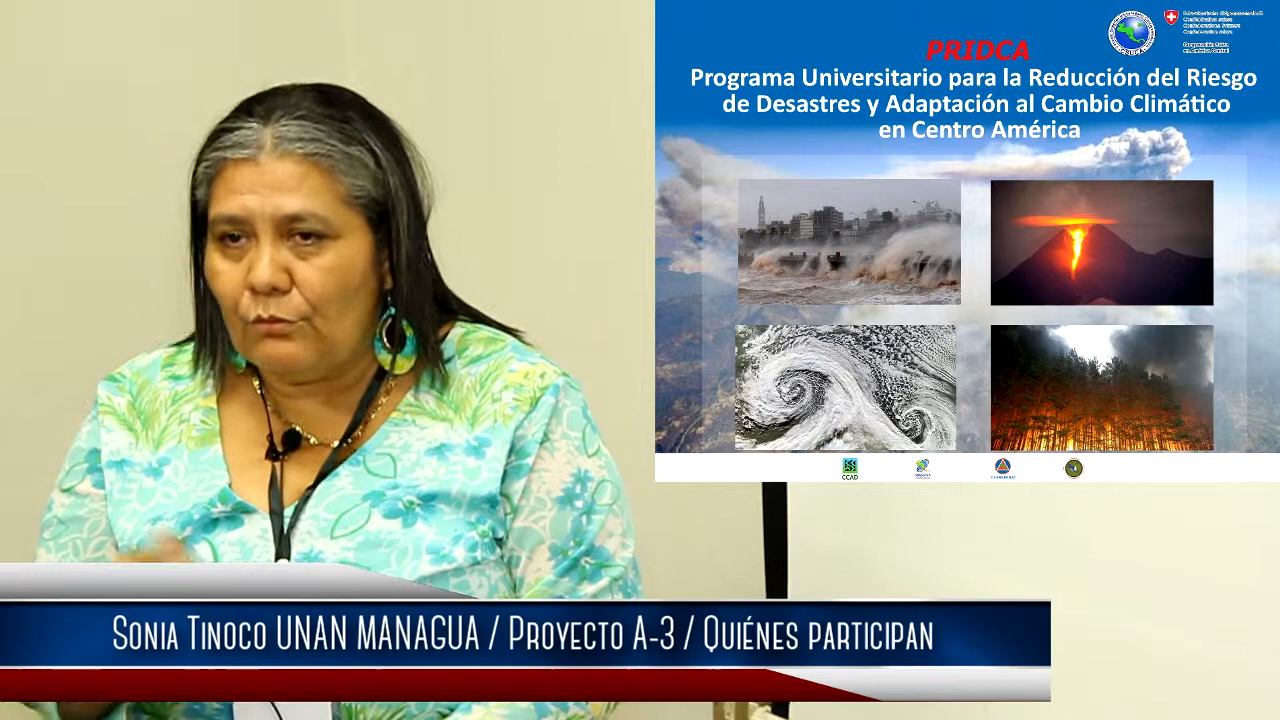 PRIDCA
Programa Universitario para la Reducción del Riesgo
de Desastres y Adaptación al Cambio Climático
en Centro América
CCAD
SONIA TINOCO UNAN MANAGUA / PROYECTO A-3 / QUIÉNES PARTICIPAN